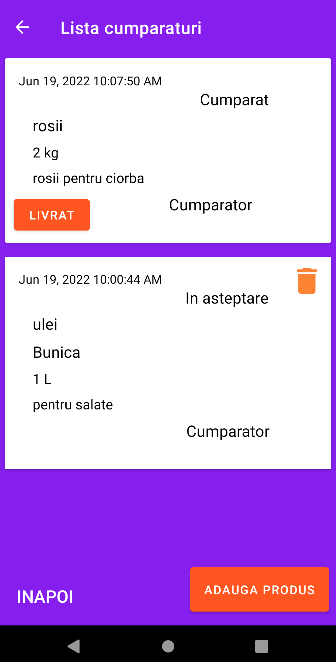 Lista cumparaturi
Jun 19, 2022 10:07:50 AM
Cumparat
rosii
2 kg
rosii pentru ciorba
Cumparator
LIVRAT
Jun 19, 2022 10:00:44 AM
In asteptare
ulei
Bunica
1 L
pentru salate
Cumparator
INAPOI
ADAUGA PRODUS